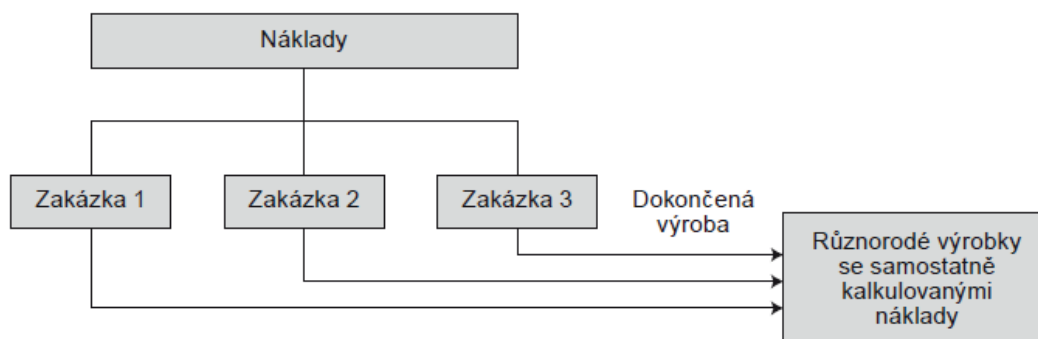 Náklady
Zakázka 1
Zakázka 2
Zakázka 3
Dokončená
výroba
Různorodé výrobky
se samostatně
kalkulovanými
náklady